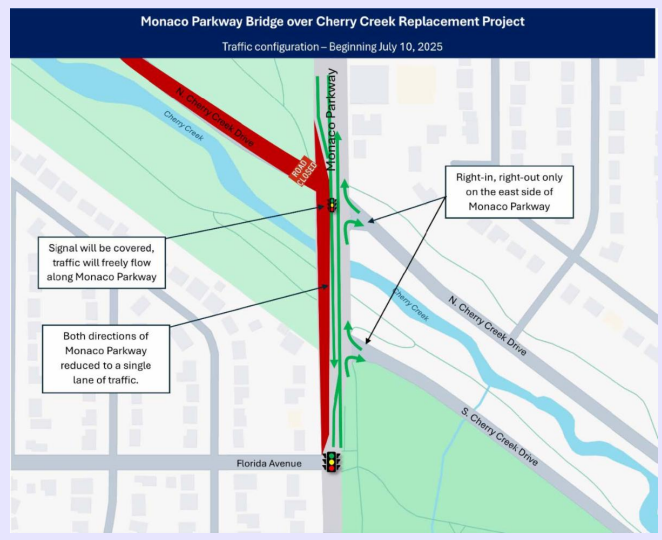 Monaco Parkway Bridge over Cherry Creek Replacement Project
Traffic configuration – Beginning July 10, 2025
N. Cherry Creek Drive
Cherry Creek
Monaco Parkway
ROAD
CLOSED
Right-in, right-out only
on the east side of
Monaco Parkway
Signal will be covered,
traffic will freely flow
along Monaco Parkway
Cherry Creek
N. Cherry Creek Drive
Both directions of
Monaco Parkway
reduced to a single
lane of traffic.
S. Cherry Creek Drive
Florida Avenue